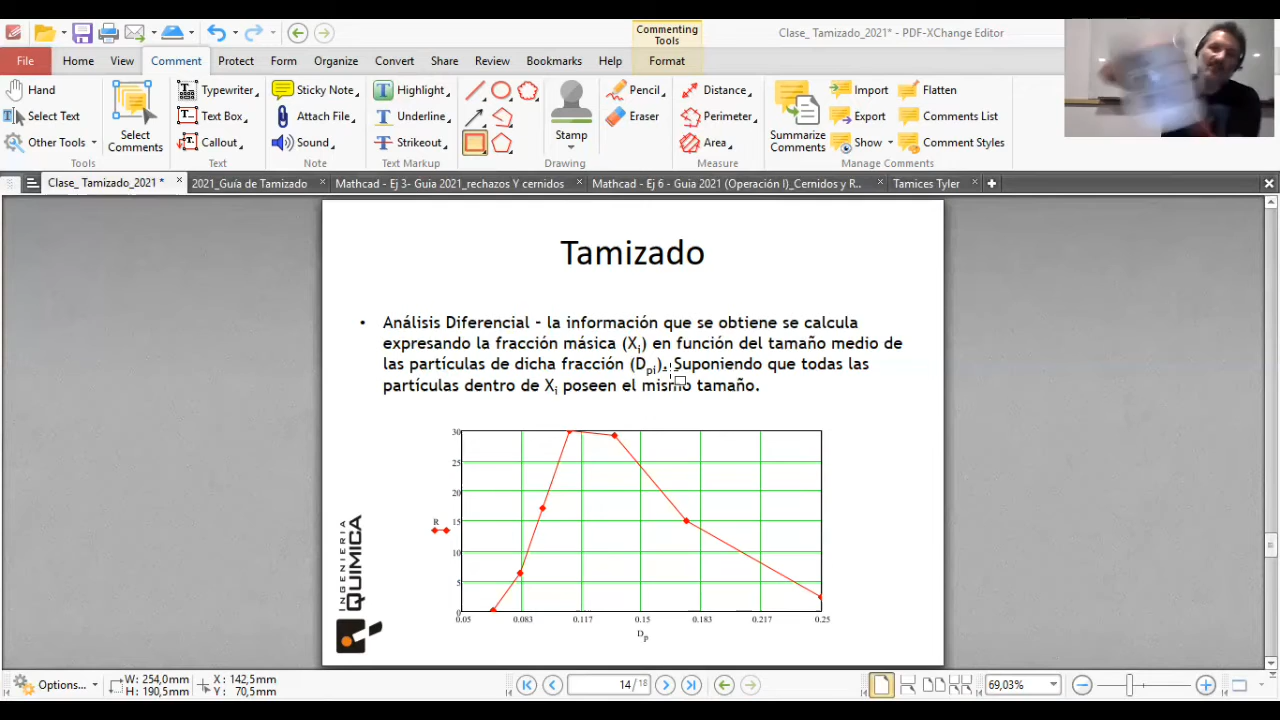 Commenting Tools
Clase_ Tamizado_2021* - PDF-XChange Editor
File Home View Comment Protect Form Organize Convert Share Review Bookmarks Help Format
Hand
Select Text
Other Tools
Tools
Select Comments
Typewriter
Text Box
Callout
Text
Sticky Note
Attach File
Sound
Note
Highlight
Underline
Strikeout
Text Markup
Drawing
Stamp
Pencil
Eraser
Distance
Perimeter
Area
Measure
Summarize Comments
Import
Export
Show
Flatten
Comments List
Comment Styles
Manage Comments
Clase_ Tamizado_2021 *
2021_Guía de Tamizado
Mathcad - Ej 3- Guia 2021_rechazos Y cernidos
Mathcad - Ej 6 - Guia 2021 (Operación I)_Cernidos y R...
Tamices Tyler
Tamizado
• Análisis Diferencial – la información que se obtiene se calcula
expresando la fracción másica (Xi) en función del tamaño medio de
las partículas de dicha fracción (Dpi). Suponiendo que todas las
partículas dentro de Xi poseen el mismo tamaño.
30
25
20
15
10
5
0
R
0.05 0.083 0.117 0.15 0.183 0.217 0.25
Dp
INGENIERIA
QUIMICA
Options...
W: 254,0mm
H: 190,5mm
X: 142,5mm
Y: 70,5mm
14 / 18
69,03%